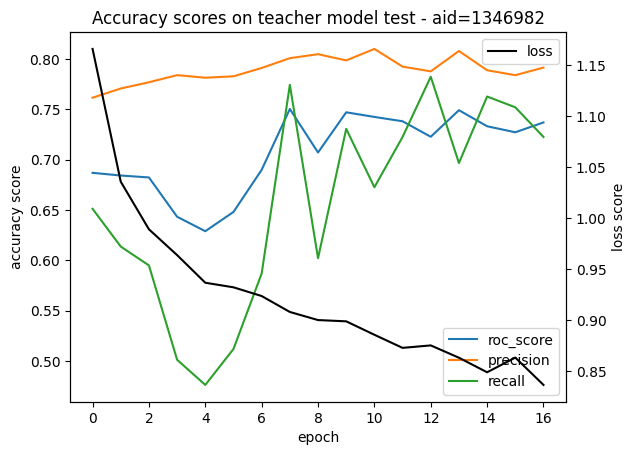 Accuracy scores on teacher model test - aid=1346982
0.80
0.75
0.70
0.65
0.60
0.55
0.50
accuracy score
loss
1.15
1.10
1.05
1.00
0.95
0.90
0.85
loss score
roc_score
precision
recall
0 2 4 6 8 10 12 14 16
epoch